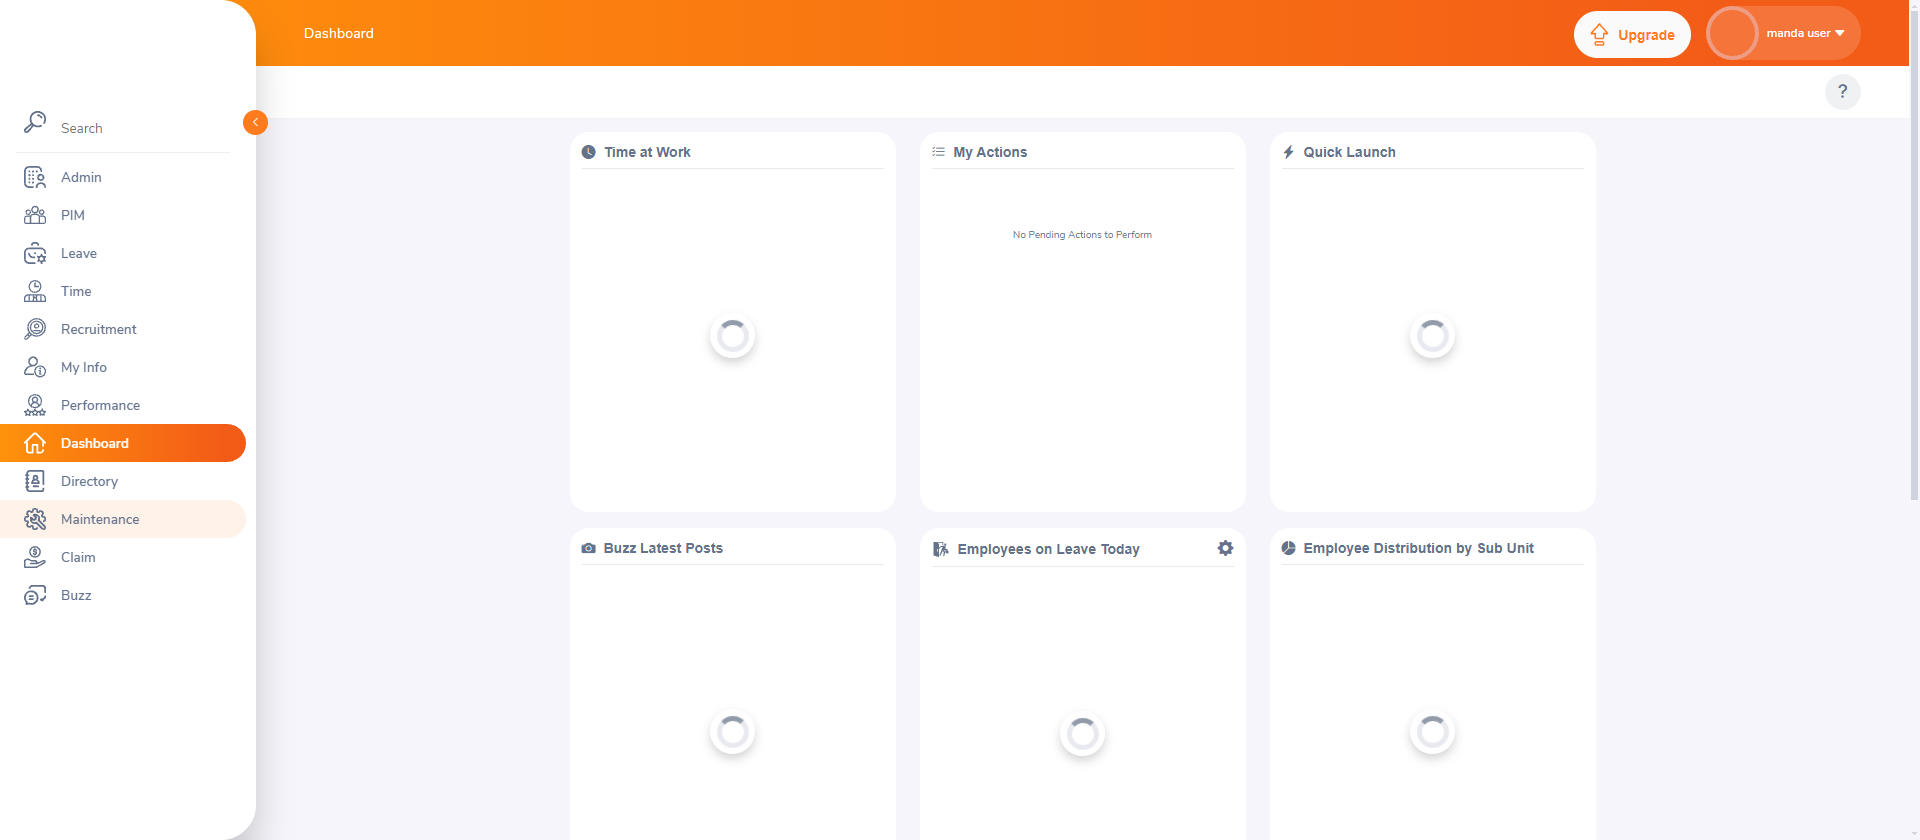 Dashboard
Upgrade
manda user
?
Search
Admin
PIM
Leave
Time
Recruitment
My Info
Performance
Dashboard
Directory
Maintenance
Claim
Buzz
Time at Work
My Actions
No Pending Actions to Perform
Quick Launch
Buzz Latest Posts
Employees on Leave Today
Employee Distribution by Sub Unit